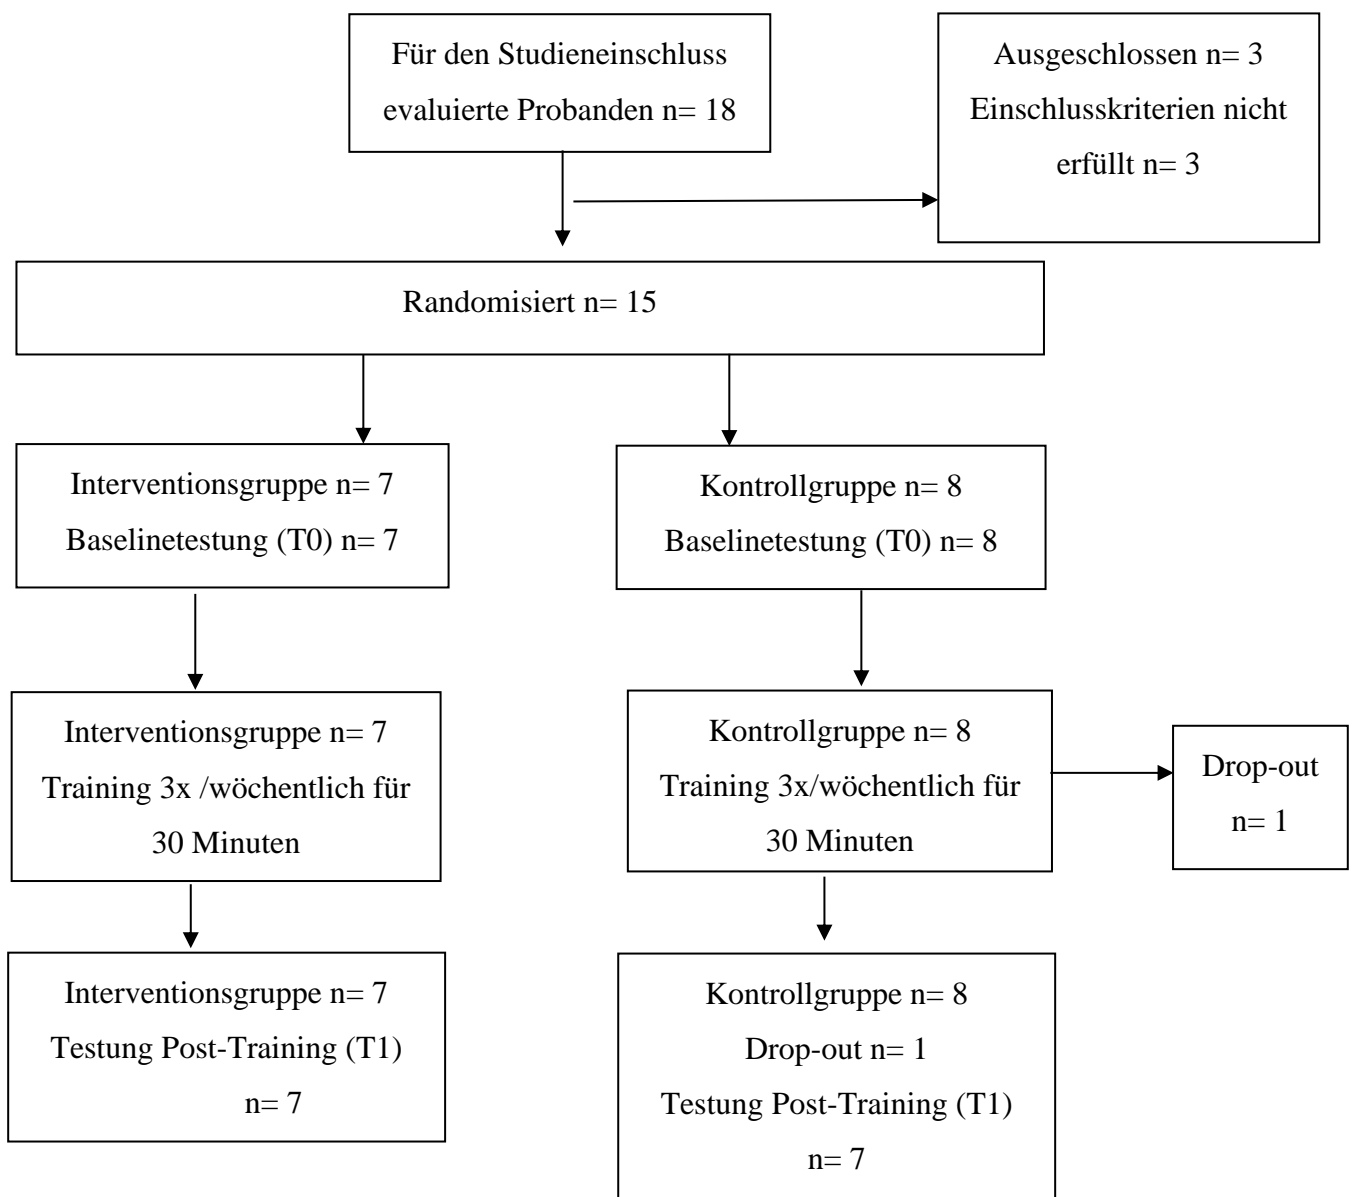 Für den Studieneinschluss
evaluierte Probanden n= 18
Ausgeschlossen n= 3
Einschlusskriterien nicht
erfüllt n= 3
Randomisiert n= 15
Interventionsgruppe n= 7
Baselinetestung (T0) n= 7
Kontrollgruppe n= 8
Baselinetestung (T0) n= 8
Interventionsgruppe n= 7
Training 3x /wöchentlich für
30 Minuten
Kontrollgruppe n= 8
Training 3x/wöchentlich für
30 Minuten
Drop-out
n= 1
Interventionsgruppe n= 7
Testung Post-Training (T1)
n= 7
Kontrollgruppe n= 8
Drop-out n= 1
Testung Post-Training (T1)
n= 7